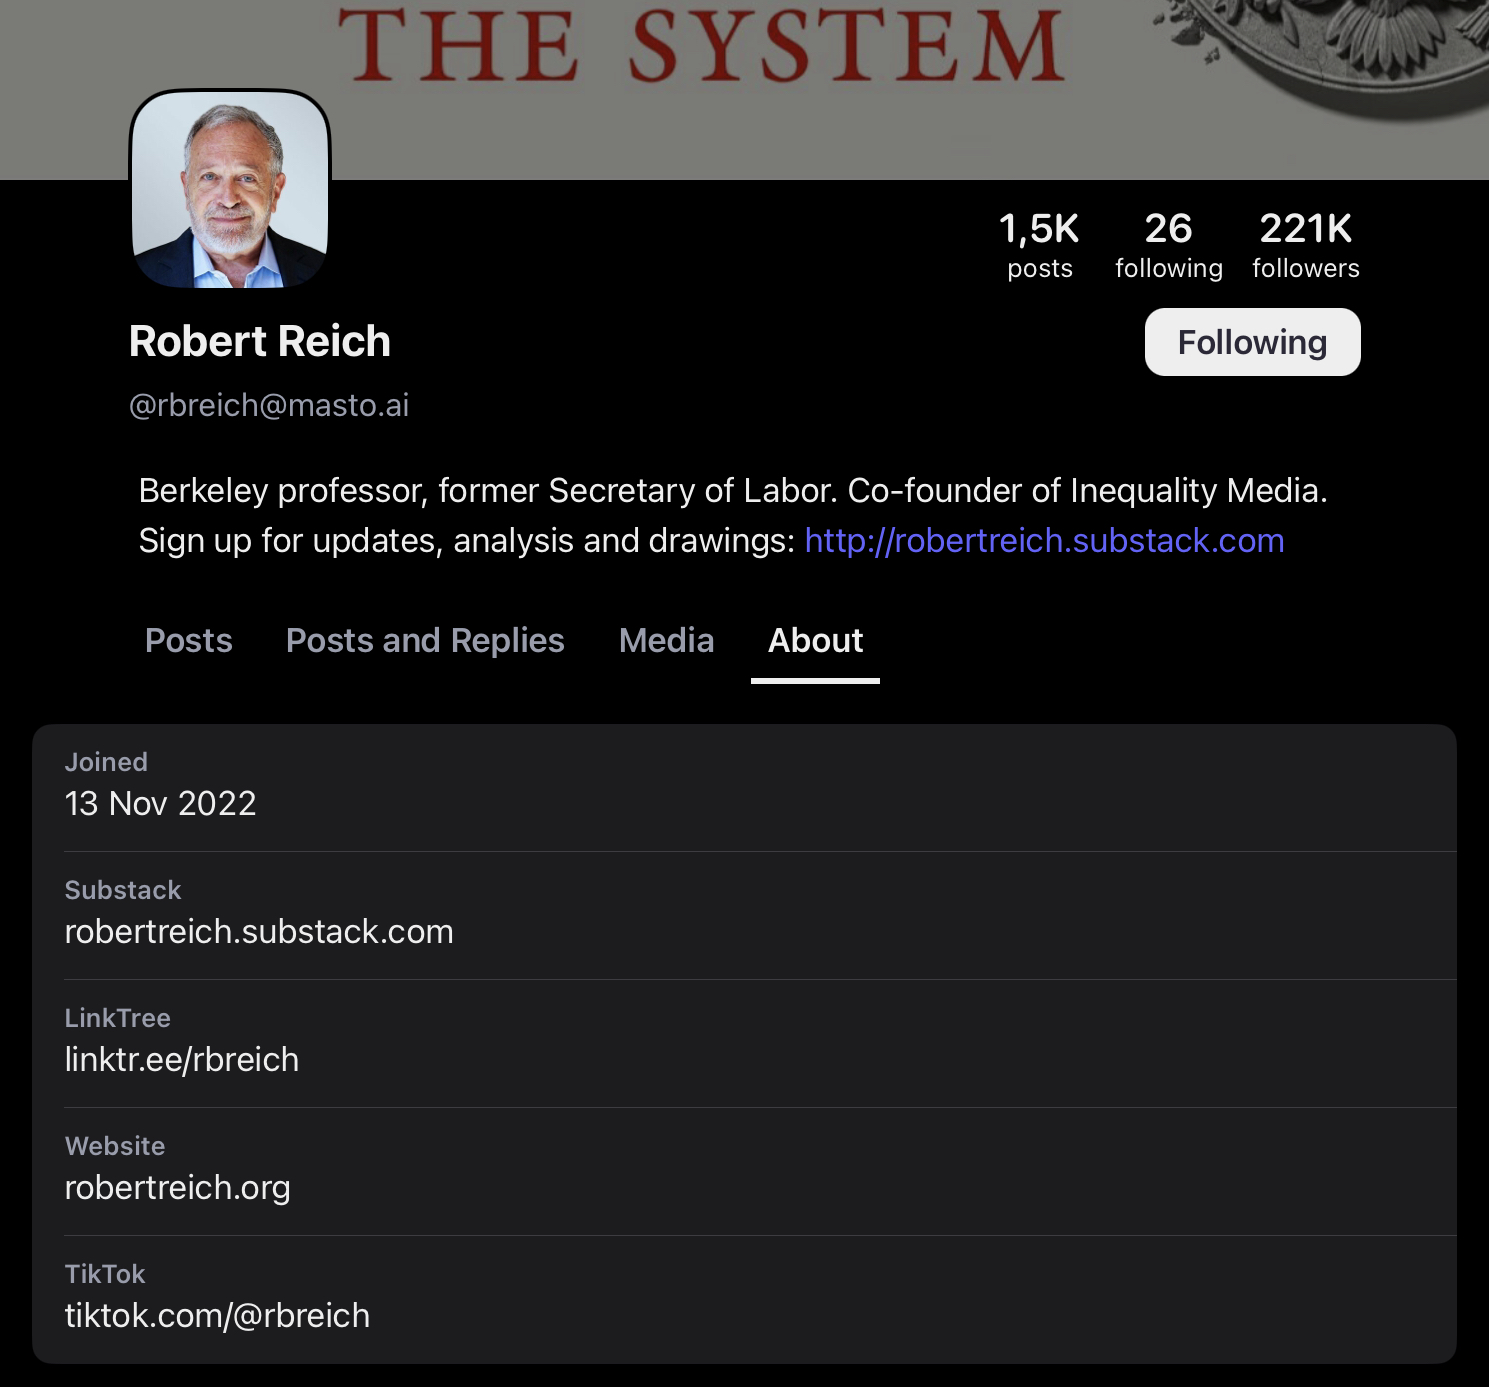 THE SYSTEM
1,5K 26 221K
posts following followers
Robert Reich
Following
@rbreich@masto.ai
Berkeley professor, former Secretary of Labor. Co-founder of Inequality Media.
Sign up for updates, analysis and drawings: http://robertreich.substack.com
Posts Posts and Replies Media About
Joined
13 Nov 2022
Substack
robertreich.substack.com
LinkTree
linktr.ee/rbreich
Website
robertreich.org
TikTok
tiktok.com/@rbreich